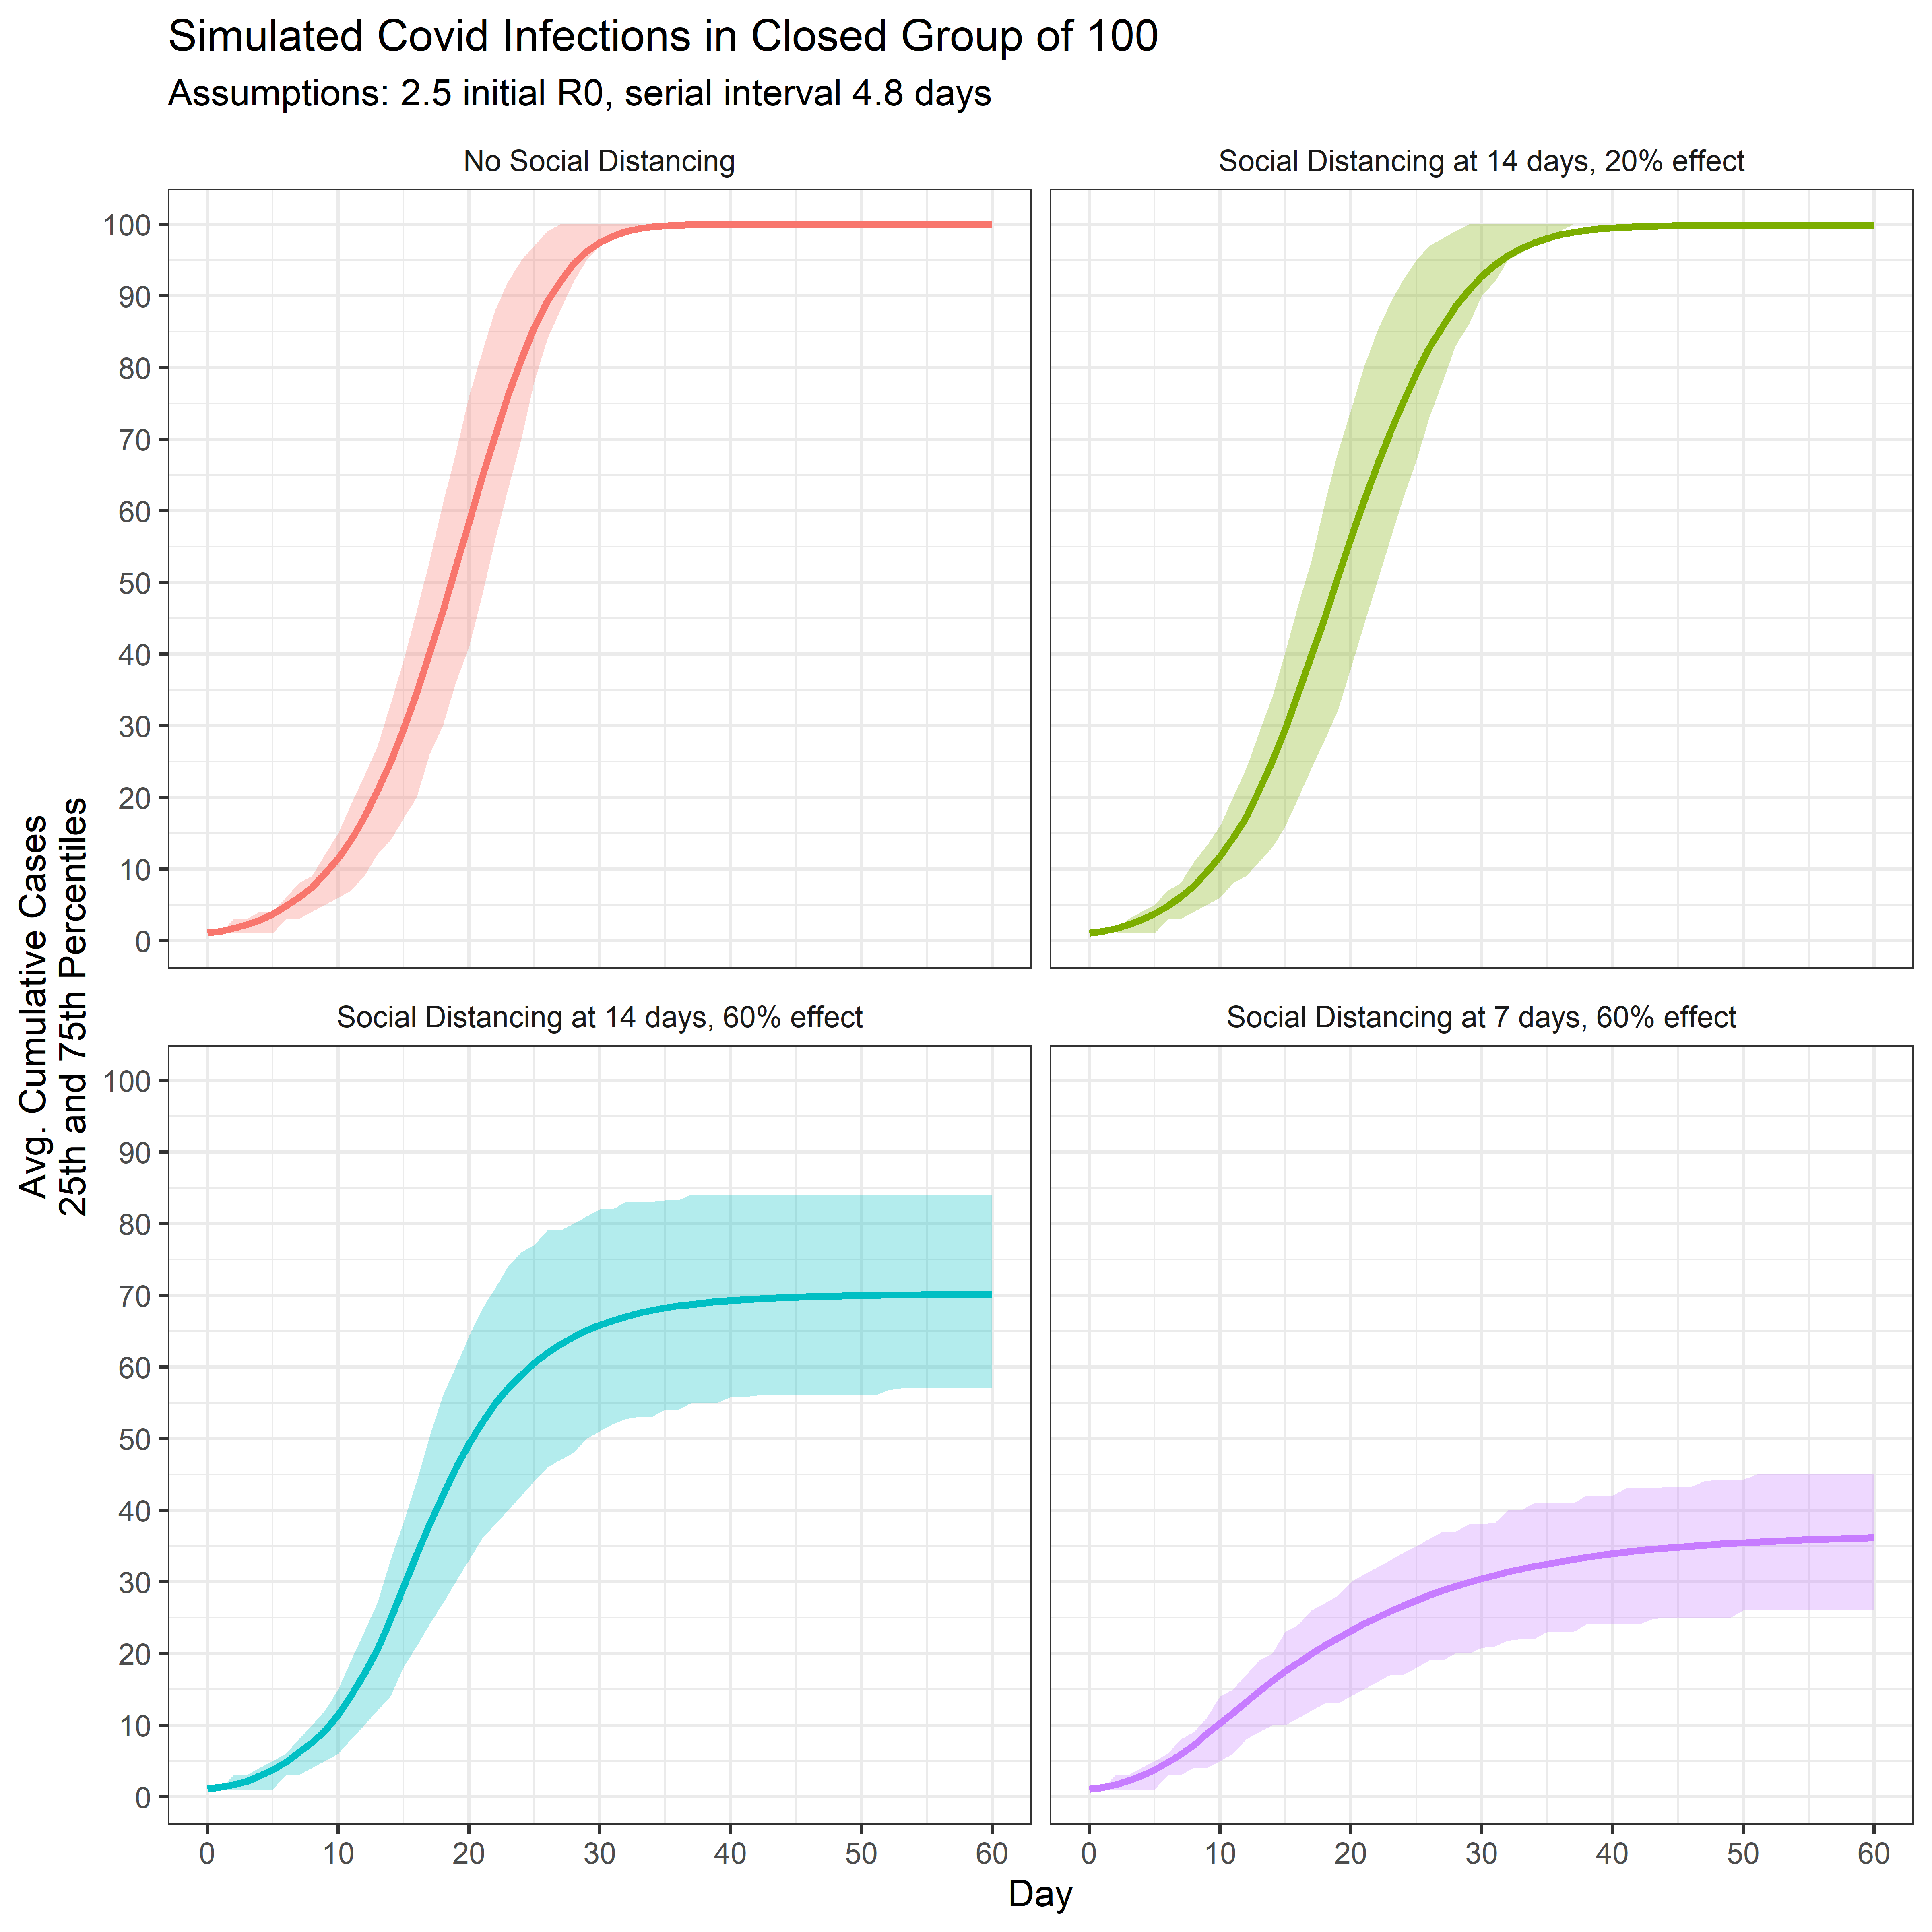 Simulated Covid Infections in Closed Group of 100
Assumptions: 2.5 initial R0, serial interval 4.8 days
No Social Distancing
Social Distancing at 14 days, 20% effect
100
90
80
70
60
50
40
30
20
10
0
Avg. Cumulative Cases
25th and 75th Percentiles
Social Distancing at 14 days, 60% effect
Social Distancing at 7 days, 60% effect
100
90
80
70
60
50
40
30
20
10
0
0 10 20 30 40 50 60
0 10 20 30 40 50 60
Day